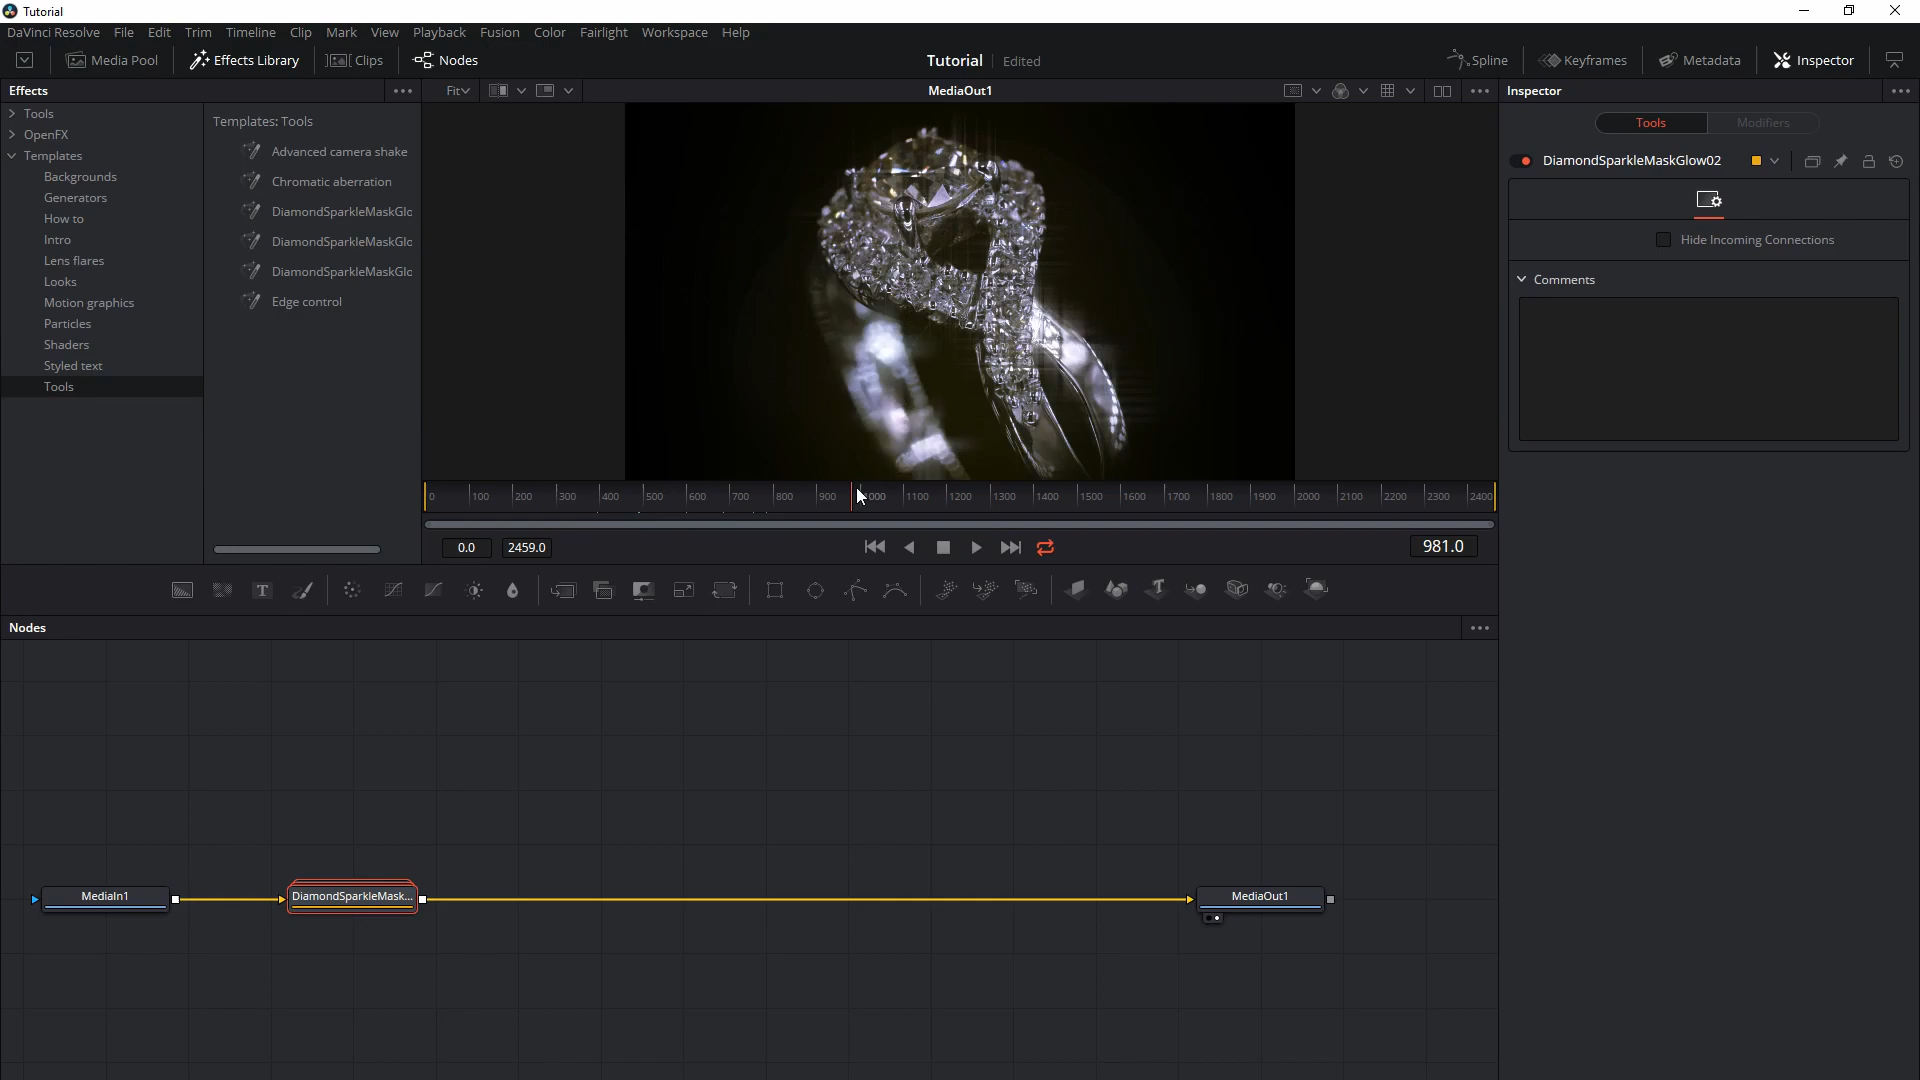 Tutorial
DaVinci Resolve File Edit Trim Timeline Clip Mark View Playback Fusion Color Fairlight Workspace Help
Media Pool Effects Library Clips Nodes Tutorial Edited Spline Keyframes Metadata Inspector
Effects Fit MediaOut1 Inspector
Tools
OpenFX
Templates
Backgrounds
Generators
How to
Intro
Lens flares
Looks
Motion graphics
Particles
Shaders
Styled text
Tools
Templates: Tools
Advanced camera shake
Chromatic aberration
DiamondSparkleMaskGlo
DiamondSparkleMaskGlo
DiamondSparkleMaskGlo
Edge control
Tools Modifiers
DiamondSparkleMaskGlow02
Hide Incoming Connections
Comments
0 100 200 300 400 500 600 700 800 900 1000 1100 1200 1300 1400 1500 1600 1700 1800 1900 2000 2100 2200 2300 2400
0.0 2459.0 981.0
T T
Nodes
MediaIn1 DiamondSparkleMask... MediaOut1